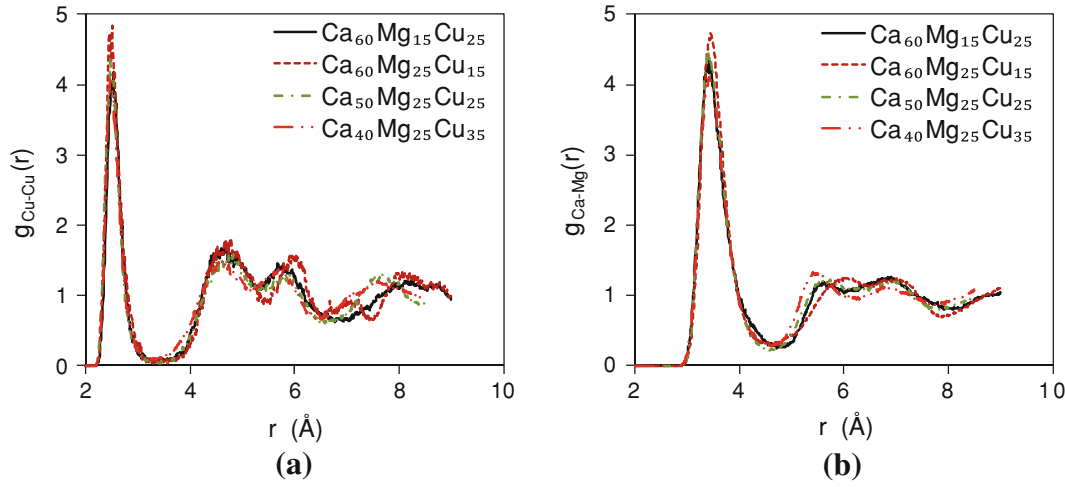 5
4
3
2
1
0
g_Cu-Cu(r)
2 4 6 8 10
r (Å)
Ca₆₀Mg₁₅Cu₂₅
Ca₆₀Mg₂₅Cu₁₅
Ca₅₀Mg₂₅Cu₂₅
Ca₄₀Mg₂₅Cu₃₅
(a)
5
4
3
2
1
0
g_Ca-Mg(r)
2 4 6 8 10
r (Å)
Ca₆₀Mg₁₅Cu₂₅
Ca₆₀Mg₂₅Cu₁₅
Ca₅₀Mg₂₅Cu₂₅
Ca₄₀Mg₂₅Cu₃₅
(b)